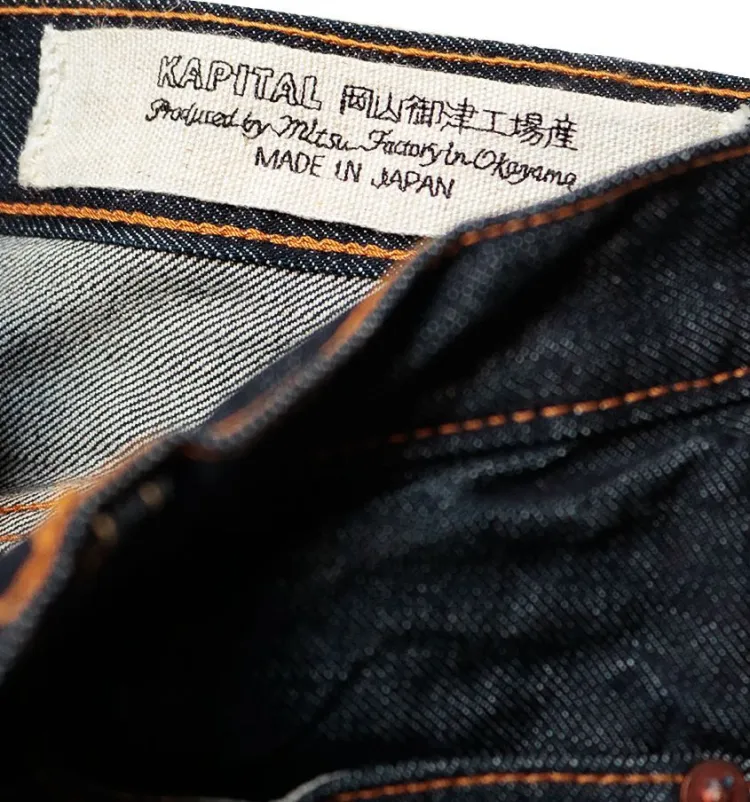 KAPITAL 岡山御津工場産
Produced by Mitsu Factory in Okayama
MADE IN JAPAN